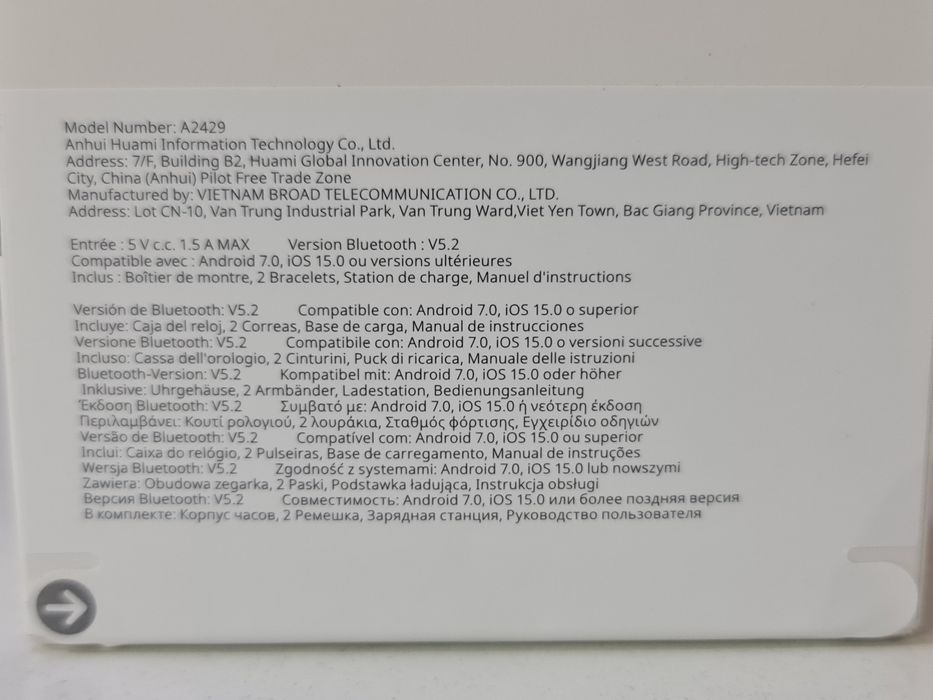 Model Number: A2429
Anhui Huami Information Technology Co., Ltd.
Address: 7/F, Building B2, Huami Global Innovation Center, No. 900, Wangjiang West Road, High-tech Zone, Hefei
City, China (Anhui) Pilot Free Trade Zone
Manufactured by: VIETNAM BROAD TELECOMMUNICATION CO., LTD.
Address: Lot CN-10, Van Trung Industrial Park, Van Trung Ward,Viet Yen Town, Bac Giang Province, Vietnam
Entrée : 5 V c.c. 1.5 A MAX Version Bluetooth : V5.2
Compatible avec : Android 7.0, iOS 15.0 ou versions ultérieures
Inclus : Boîtier de montre, 2 Bracelets, Station de charge, Manuel d'instructions
Versión de Bluetooth: V5.2 Compatible con: Android 7.0, iOS 15.0 o superior
Incluye: Caja del reloj, 2 Correas, Base de carga, Manual de instrucciones
Versione Bluetooth: V5.2 Compatibile con: Android 7.0, iOS 15.0 o versioni successive
Incluso: Cassa dell'orologio, 2 Cinturini, Puck di ricarica, Manuale delle istruzioni
Bluetooth-Version: V5.2 Kompatibel mit: Android 7.0, iOS 15.0 oder höher
Inklusive: Uhrgehäuse, 2 Armbänder, Ladestation, Bedienungsanleitung
Έκδοση Bluetooth: V5.2 Συμβατό με: Android 7.0, iOS 15.0 ή νεότερη έκδοση
Περιλαμβάνει: Κουτί ρολογιού, 2 λουράκια, Σταθμός φόρτισης, Εγχειρίδιο οδηγιών
Versão de Bluetooth: V5.2 Compatível com: Android 7.0, iOS 15.0 ou superior
Inclui: Caixa do relógio, 2 Pulseiras, Base de carregamento, Manual de instruções
Wersja Bluetooth: V5.2 Zgodność z systemami: Android 7.0, iOS 15.0 lub nowszymi
Zawiera: Obudowa zegarka, 2 Paski, Podstawka ładująca, Instrukcja obsługi
Версия Bluetooth: V5.2 Совместимость: Android 7.0, iOS 15.0 или более поздняя версия
В комплекте: Корпус часов, 2 Ремешка, Зарядная станция, Руководство пользователя